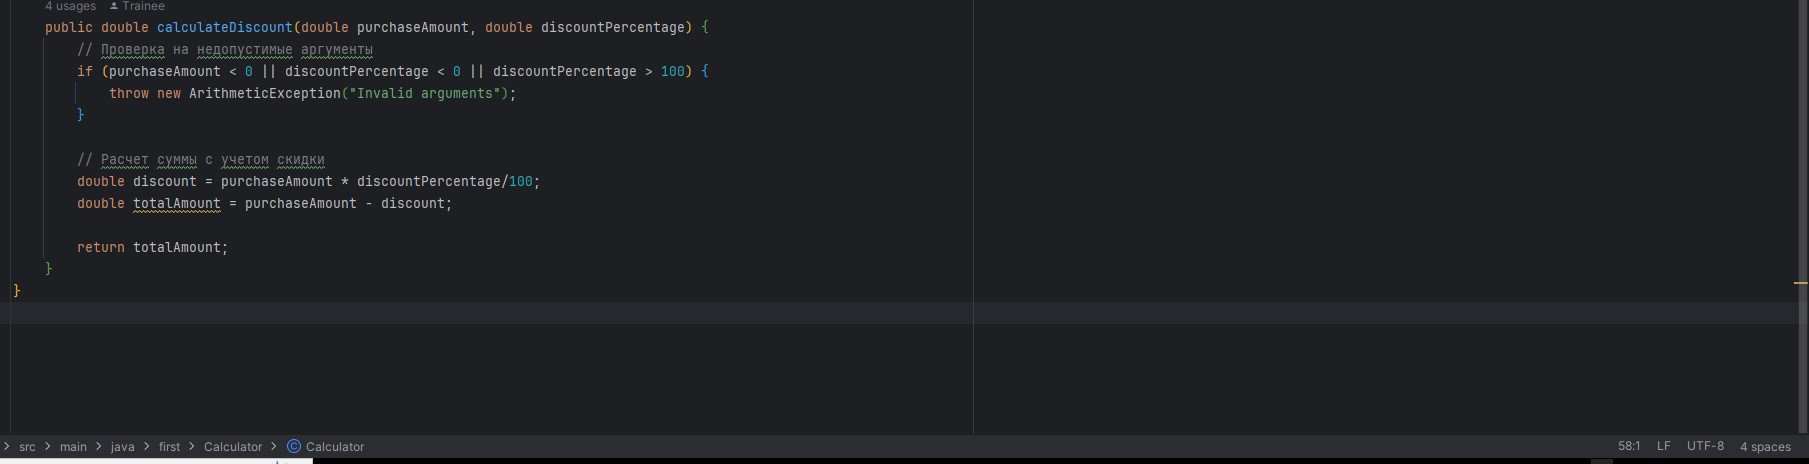 4 usages Trainee
public double calculateDiscount(double purchaseAmount, double discountPercentage) {
// Проверка на недопустимые аргументы
if (purchaseAmount < 0 || discountPercentage < 0 || discountPercentage > 100) {
throw new ArithmeticException("Invalid arguments");
}
// Расчет суммы с учетом скидки
double discount = purchaseAmount * discountPercentage/100;
double totalAmount = purchaseAmount - discount;
return totalAmount;
}
}
> src > main > java > first > Calculator > © Calculator 58:1 LF UTF-8 4 spaces